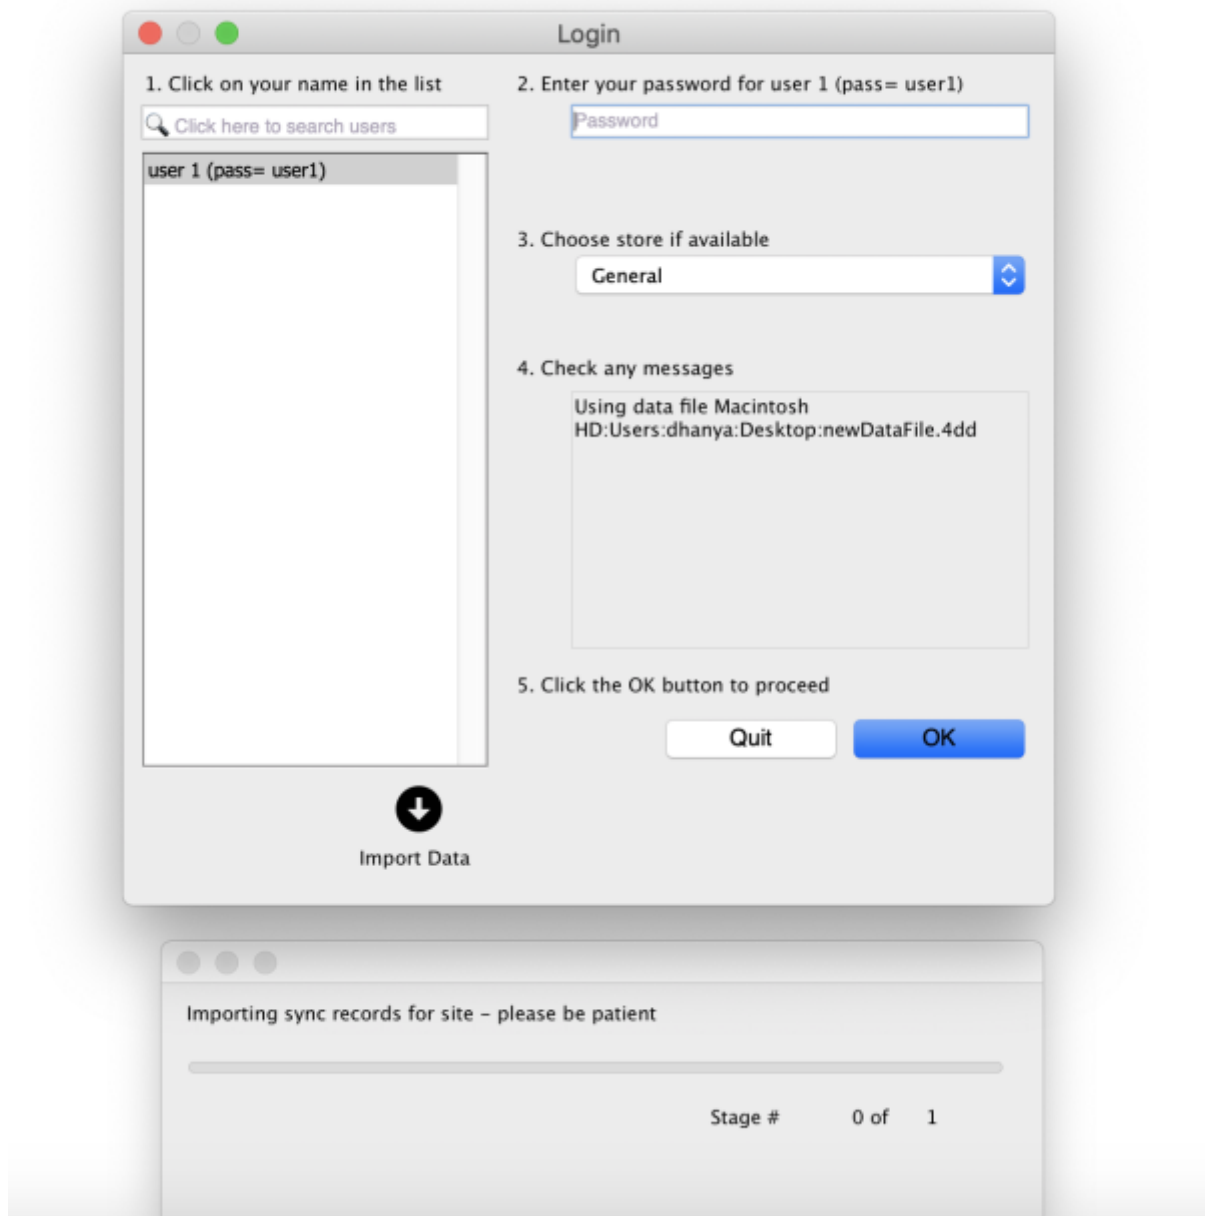 Login
1. Click on your name in the list
Click here to search users
user 1 (pass= user1)
Import Data
2. Enter your password for user 1 (pass= user1)
Password
3. Choose store if available
General
4. Check any messages
Using data file Macintosh
HD:Users:dhanya:Desktop:newDataFile.4dd
5. Click the OK button to proceed
Quit
OK
Importing sync records for site – please be patient
Stage # 0 of 1